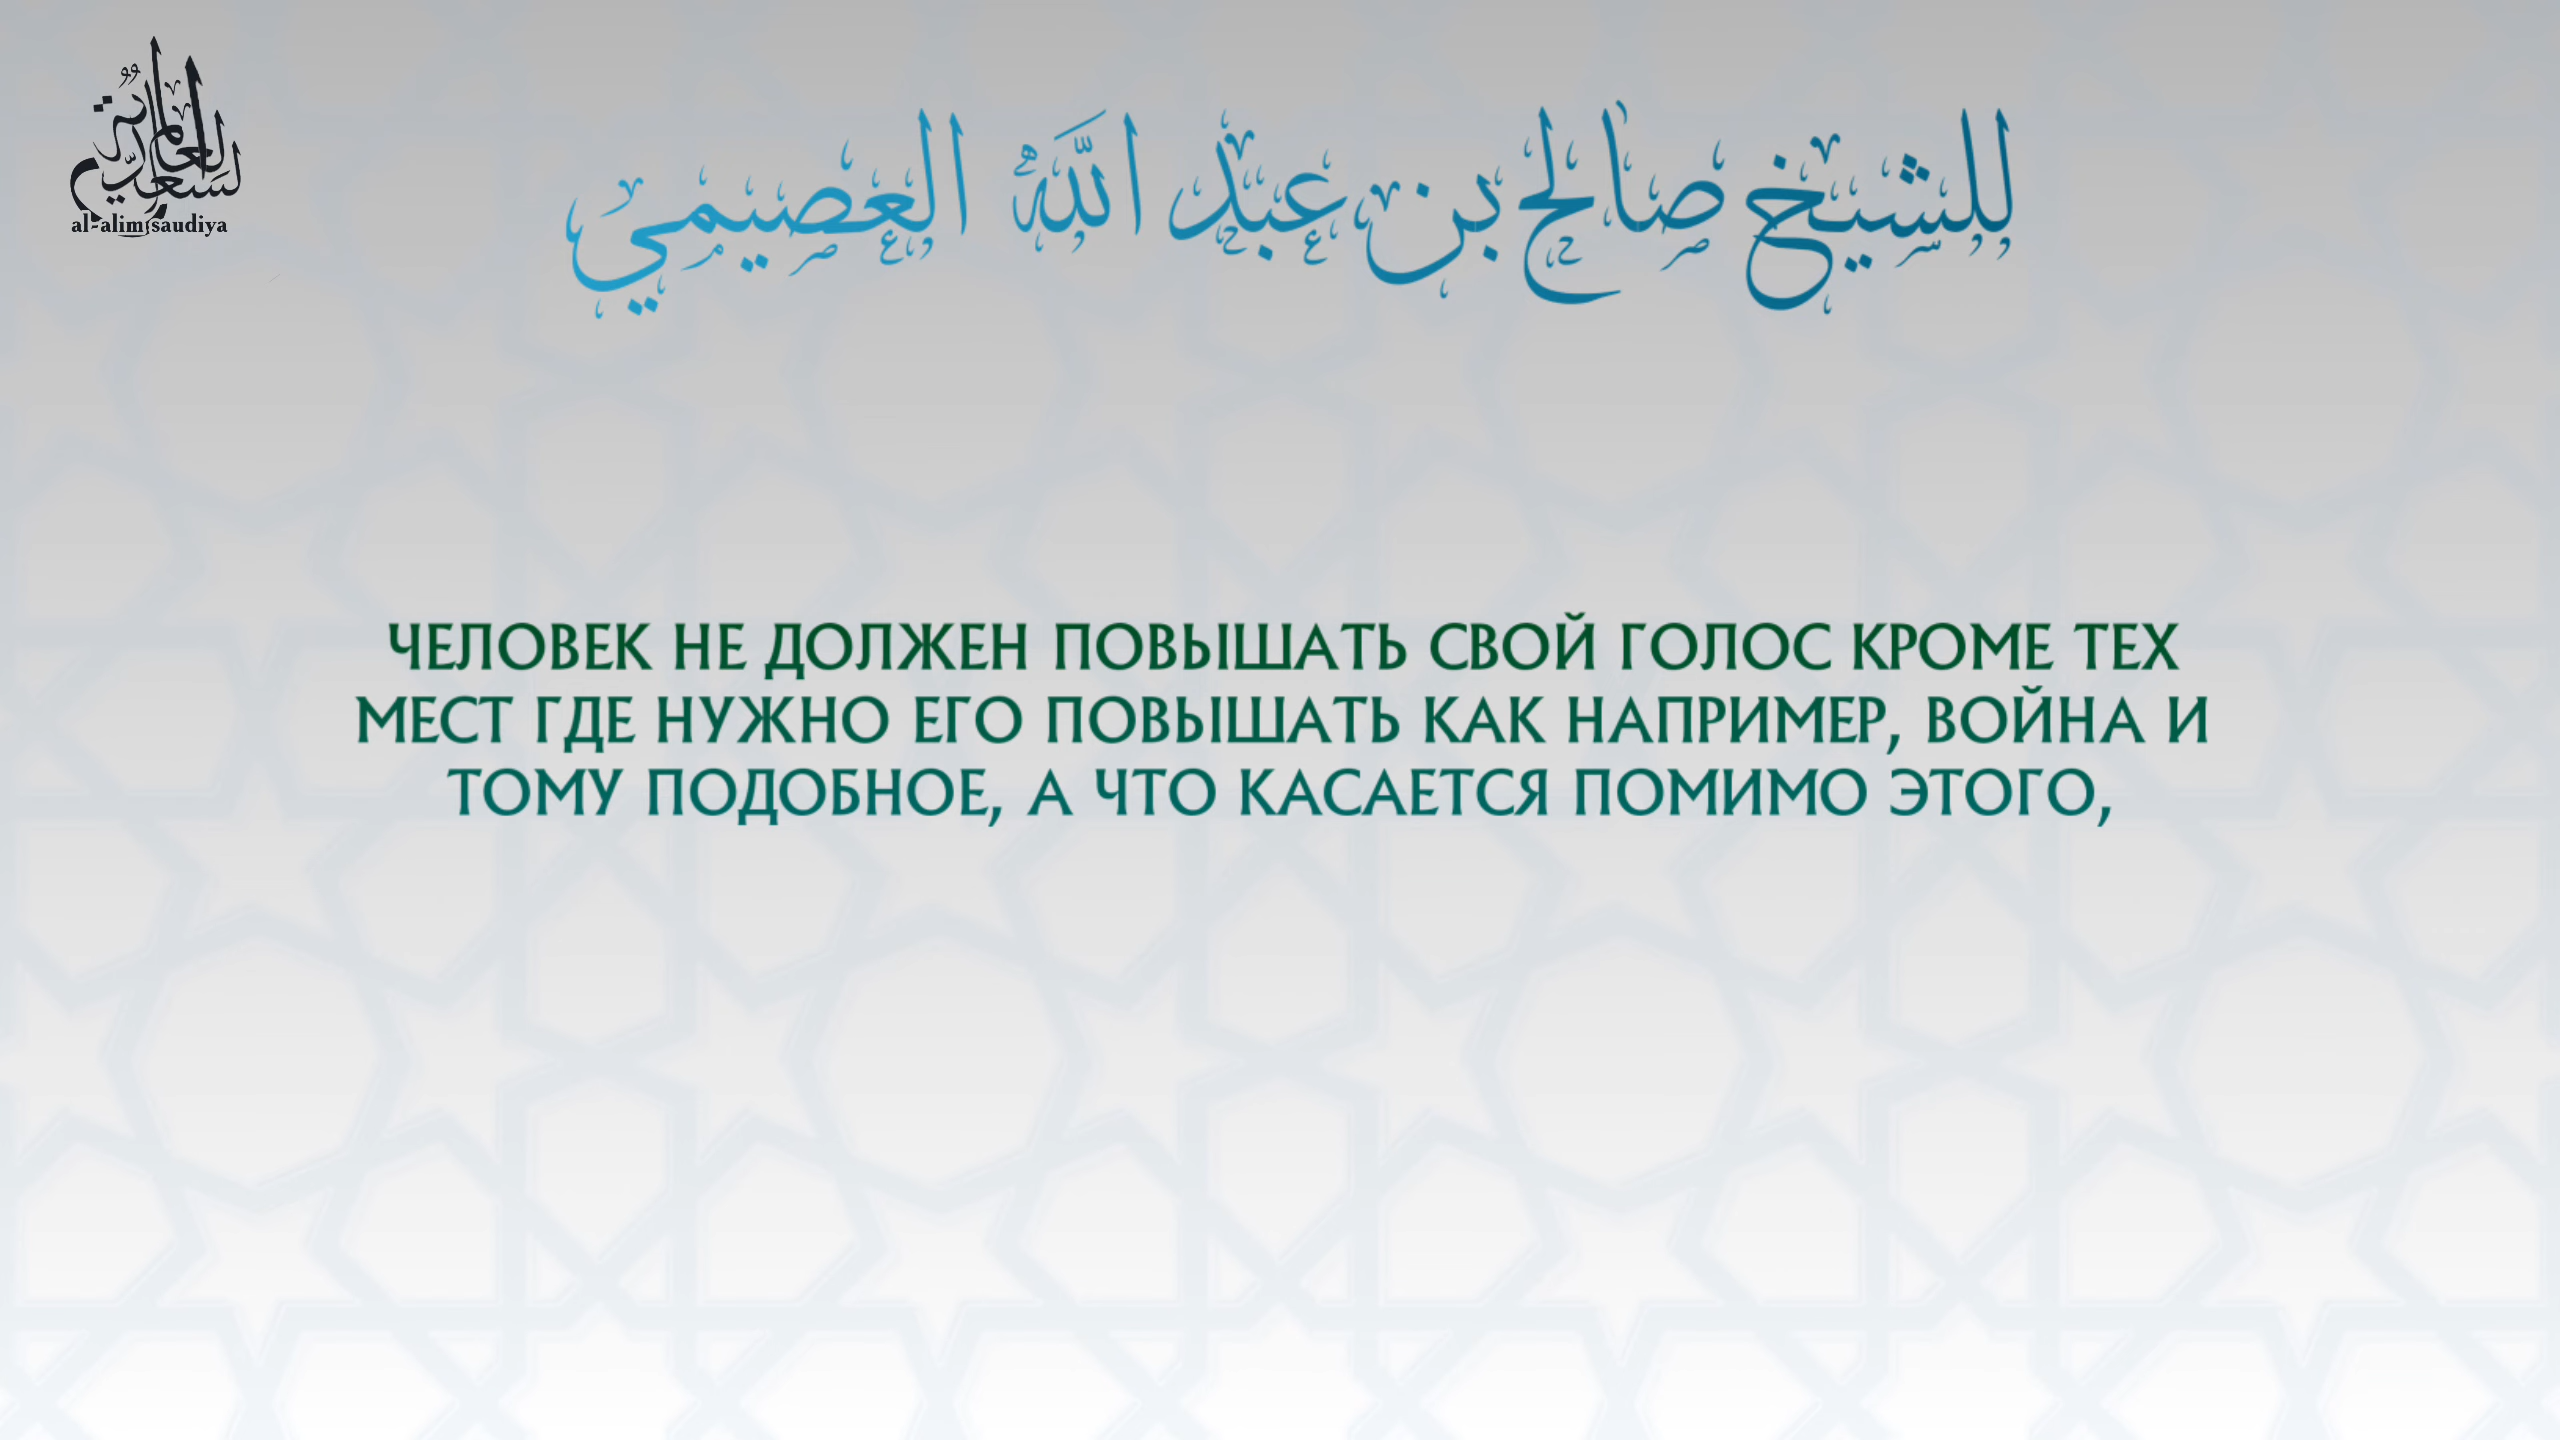 al-alim saudiya
للشيخ صالح بن عبد الله العصيمي
ЧЕЛОВЕК НЕ ДОЛЖЕН ПОВЫШАТЬ СВОЙ ГОЛОС КРОМЕ ТЕХ
МЕСТ ГДЕ НУЖНО ЕГО ПОВЫШАТЬ КАК НАПРИМЕР, ВОЙНА И
ТОМУ ПОДОБНОЕ, А ЧТО КАСАЕТСЯ ПОМИМО ЭТОГО,